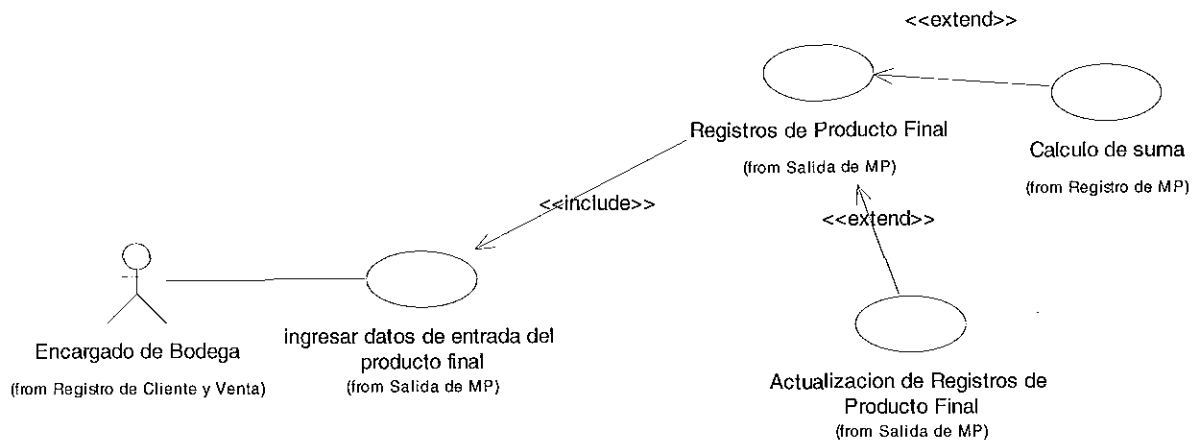 <<extend>>
Registros de Producto Final
(from Salida de MP)
Calculo de suma
(from Registro de MP)
<<include>>
<<extend>>
Encargado de Bodega
(from Registro de Cliente y Venta)
ingresar datos de entrada del
producto final
(from Salida de MP)
Actualizacion de Registros de
Producto Final
(from Salida de MP)